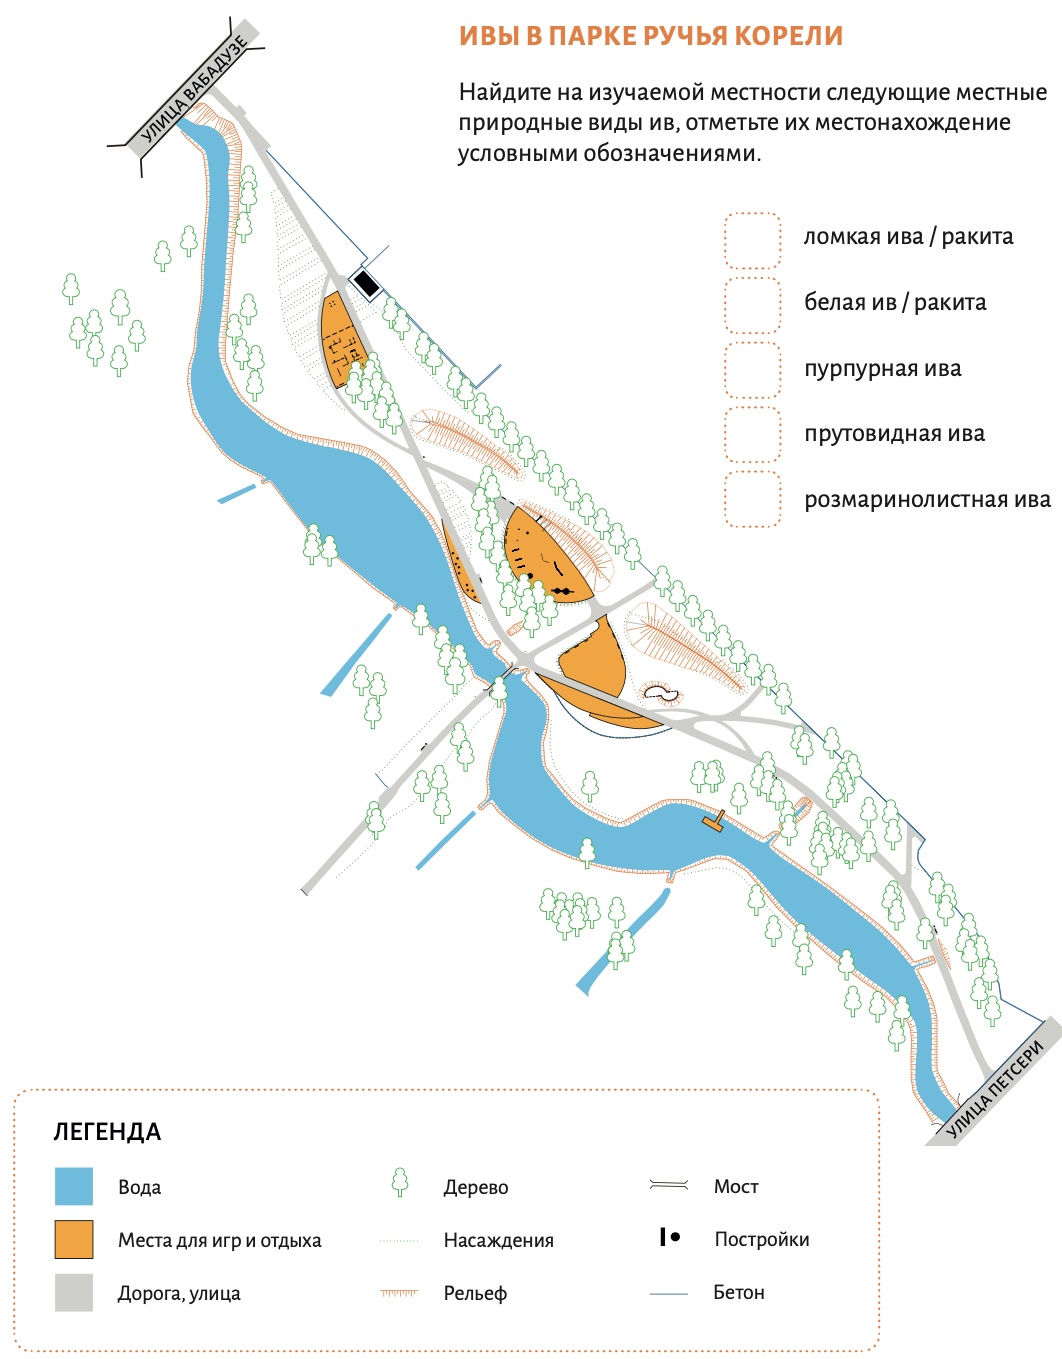 ИВЫ В ПАРКЕ РУЧЬЯ КОРЕЛИ
Найдите на изучаемой местности следующие местные
природные виды ив, отметьте их местонахождение
условными обозначениями.
УЛИЦА ВАБАДУЗЕ
ломкая ива / ракита
белая ив / ракита
пурпурная ива
прутовидная ива
розмаринолистная ива
УЛИЦА ПЕТСЕРИ
ЛЕГЕНДА
Вода
Дерево
Мост
Места для игр и отдыха
Насаждения
Постройки
Дорога, улица
Рельеф
Бетон